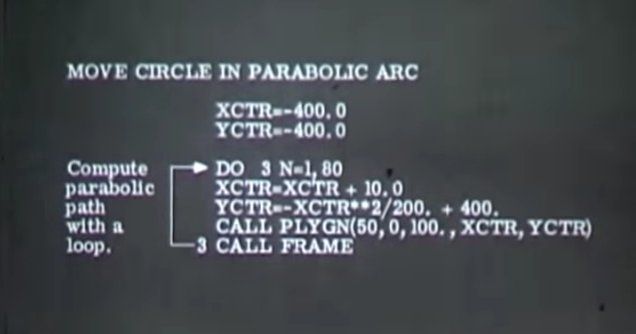 MOVE CIRCLE IN PARABOLIC ARC
XCTR=-400.0
YCTR=-400.0
Compute DO 3 N=1,80
parabolic XCTR=XCTR + 10.0
path YCTR=-XCTR**2/200. + 400.
with a CALL PLYGN(50,0,100.,XCTR,YCTR)
loop. 3 CALL FRAME